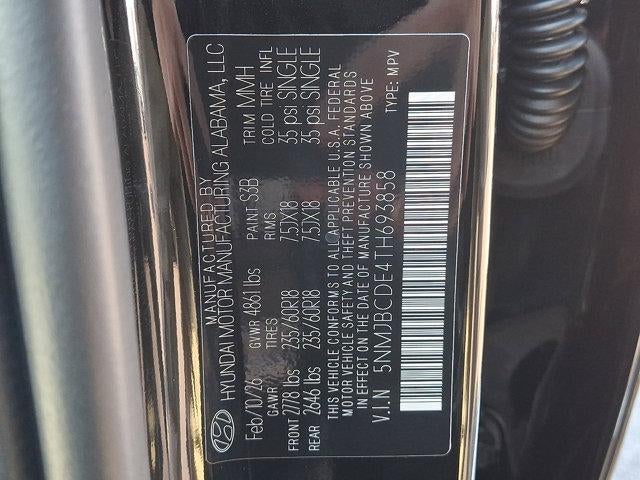 MANUFACTURED BY
HYUNDAI MOTOR MANUFACTURING ALABAMA, LLC
Feb/10/26 GVWR 4861 lbs PAINT S3B TRIM MMH
GAWR TIRES RIMS COLD TIRE INFL
FRONT 2778 lbs 235/60R18 7.5JX18 35 psi SINGLE
REAR 2646 lbs 235/60R18 7.5JX18 35 psi SINGLE
THIS VEHICLE CONFORMS TO ALL APPLICABLE U.S.A. FEDERAL
MOTOR VEHICLE SAFETY AND THEFT PREVENTION STANDARDS
IN EFFECT ON THE DATE OF MANUFACTURE SHOWN ABOVE
V.I.N 5NMJBCDE4TH693858 TYPE: MPV